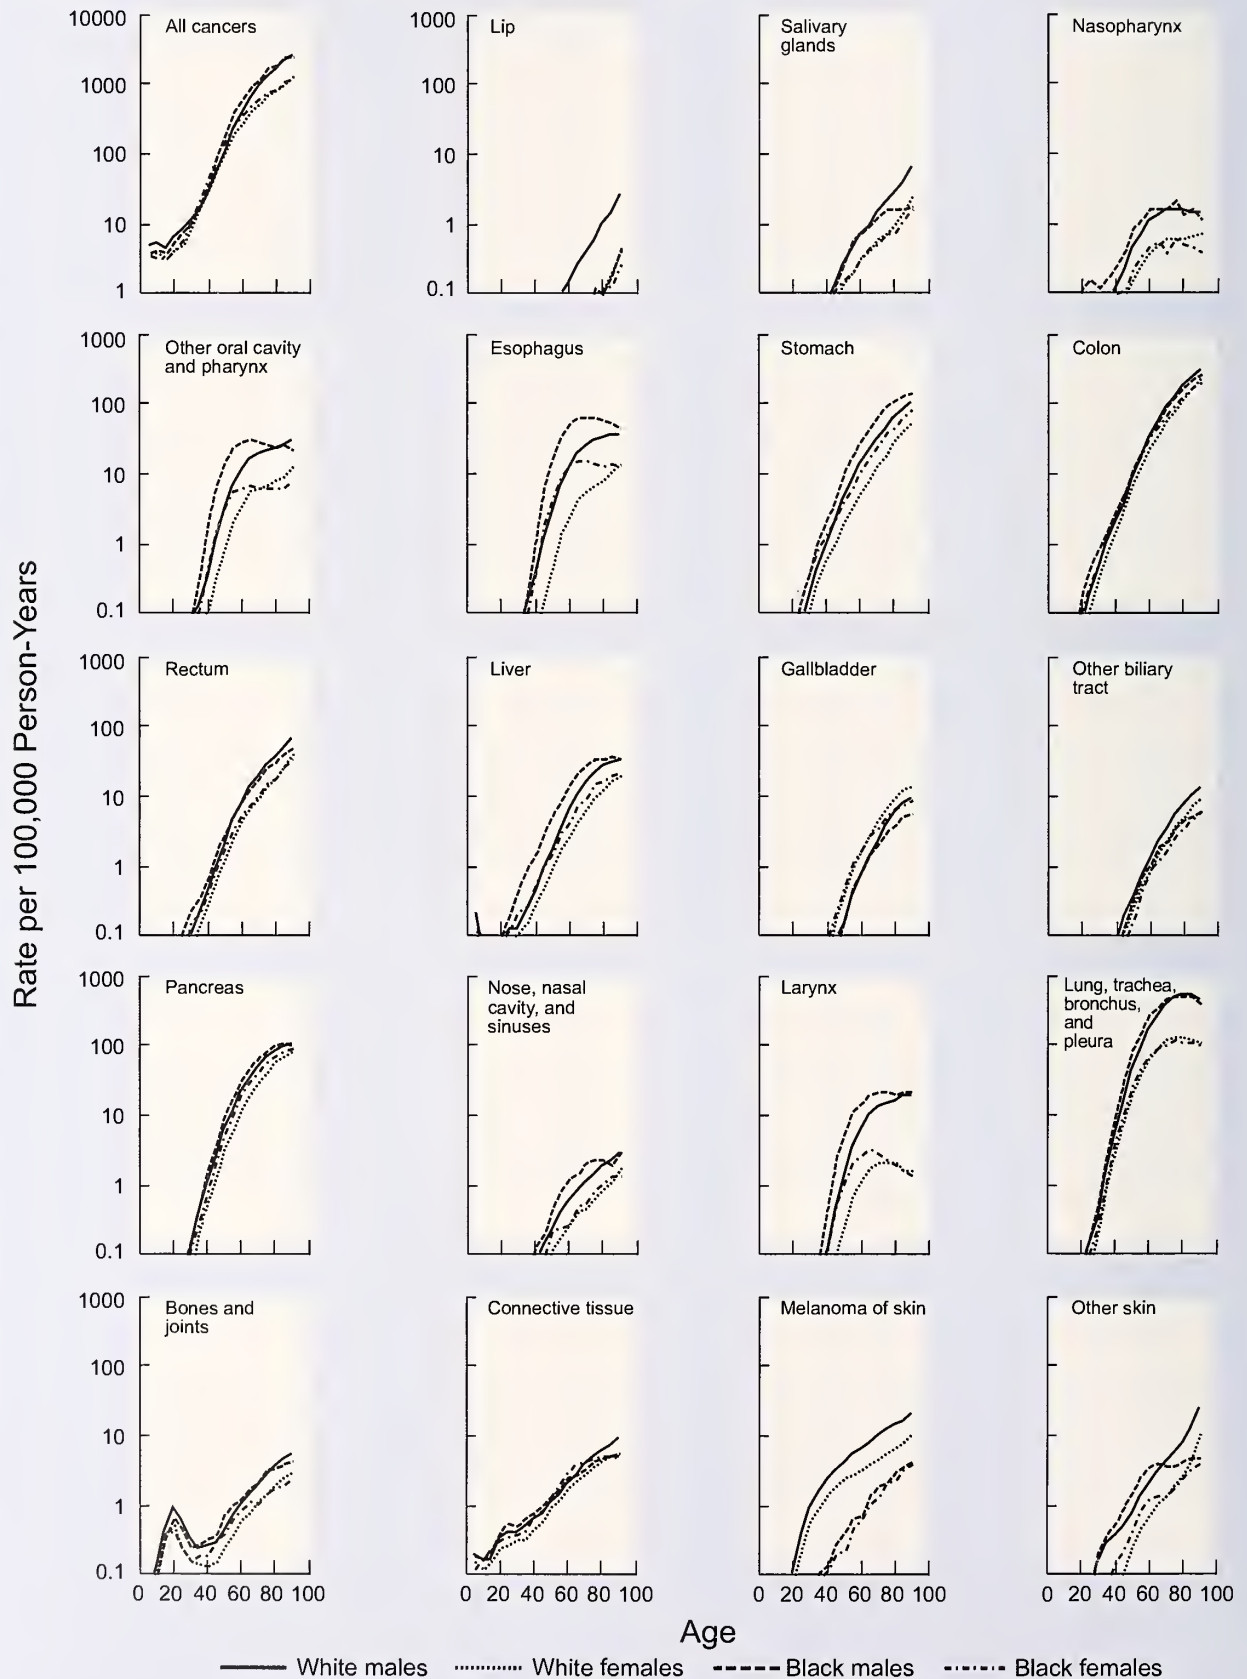 Rate per 100,000 Person-Years
10000
1000
100
10
1
All cancers
1000
100
10
1
0.1
Lip
Salivary
glands
Nasopharynx
1000
100
10
1
0.1
Other oral cavity
and pharynx
Esophagus
Stomach
Colon
1000
100
10
1
0.1
Rectum
Liver
Gallbladder
Other biliary
tract
1000
100
10
1
0.1
Pancreas
Nose, nasal
cavity, and
sinuses
Larynx
Lung, trachea,
bronchus,
and
pleura
1000
100
10
1
0.1
Bones and
joints
Connective tissue
Melanoma of skin
Other skin
0 20 40 60 80 100
0 20 40 60 80 100
0 20 40 60 80 100
0 20 40 60 80 100
Age
White males White females Black males Black females